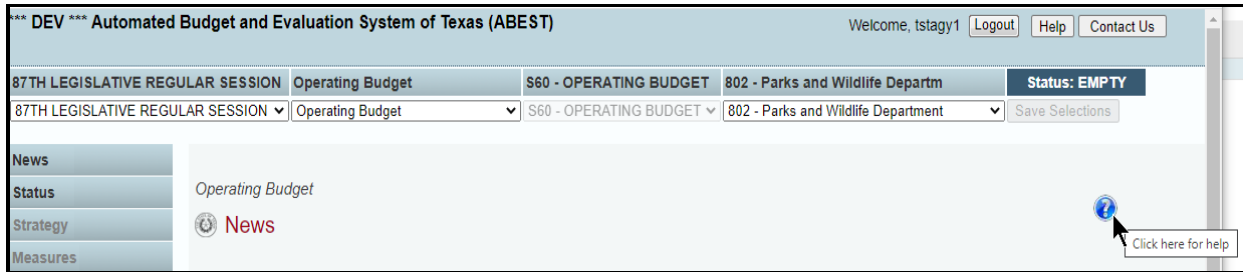 *** DEV *** Automated Budget and Evaluation System of Texas (ABEST)
Welcome, tstagy1 Logout Help Contact Us
87TH LEGISLATIVE REGULAR SESSION Operating Budget S60 - OPERATING BUDGET 802 - Parks and Wildlife Departm Status: EMPTY
87TH LEGISLATIVE REGULAR SESSION Operating Budget S60 - OPERATING BUDGET 802 - Parks and Wildlife Department Save Selections
News
Status
Strategy
Measures
Operating Budget
News
?
Click here for help